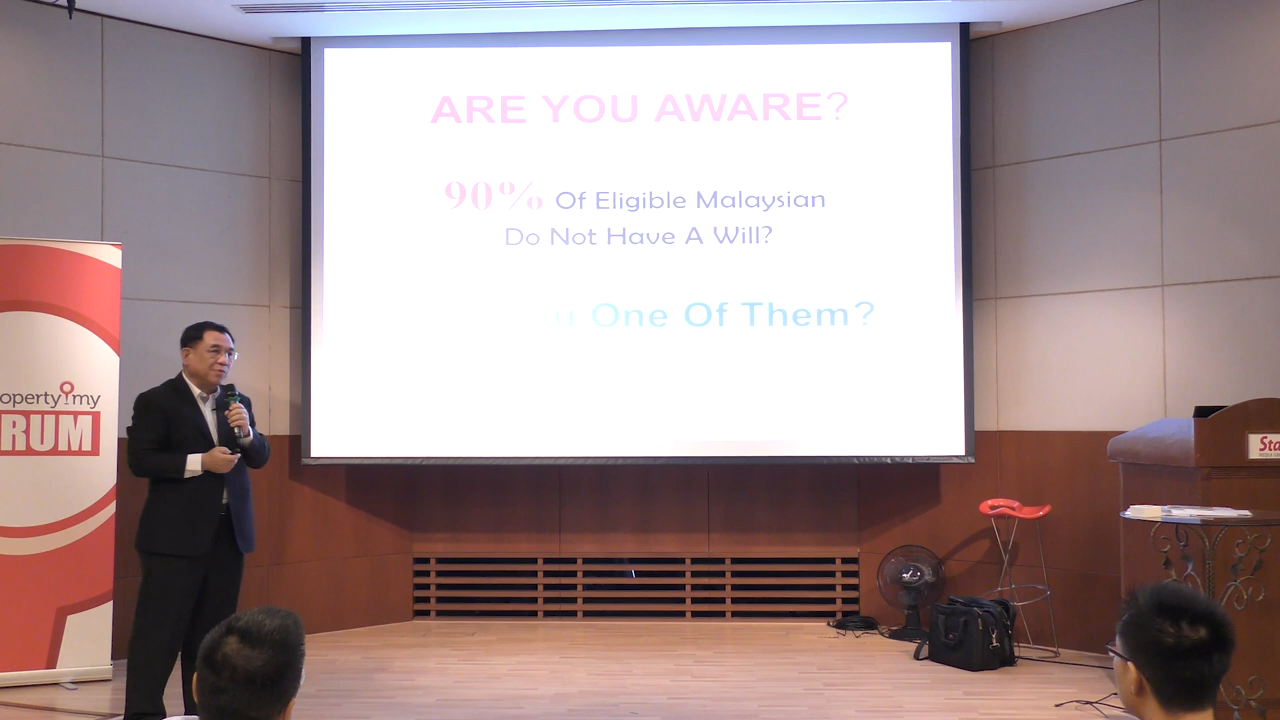 ARE YOU AWARE?
90% Of Eligible Malaysian
Do Not Have A Will?
One Of Them?
operty.my
RUM
Sta